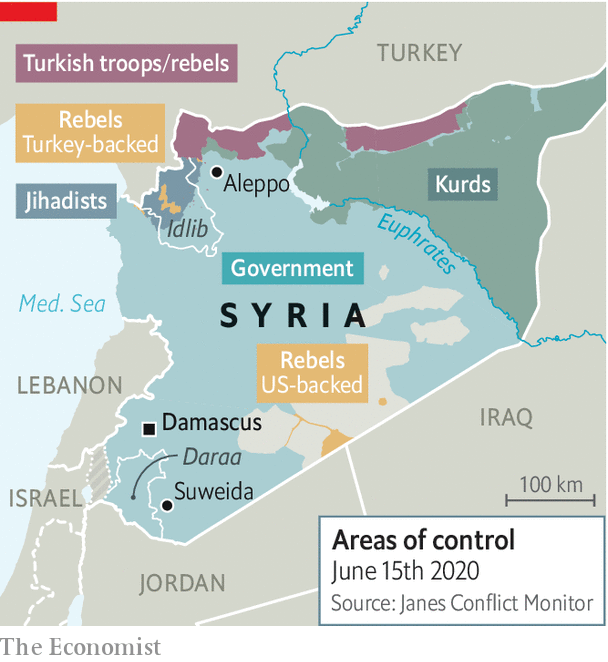 TURKEY
Turkish troops/rebels
Rebels
Turkey-backed
Aleppo
Kurds
Jihadists
Idlib
Euphrates
Government
Med. Sea
SYRIA
Rebels
US-backed
LEBANON
IRAQ
Damascus
Daraa
ISRAEL
Suweida
100 km
JORDAN
Areas of control
June 15th 2020
Source: Janes Conflict Monitor
The Economist